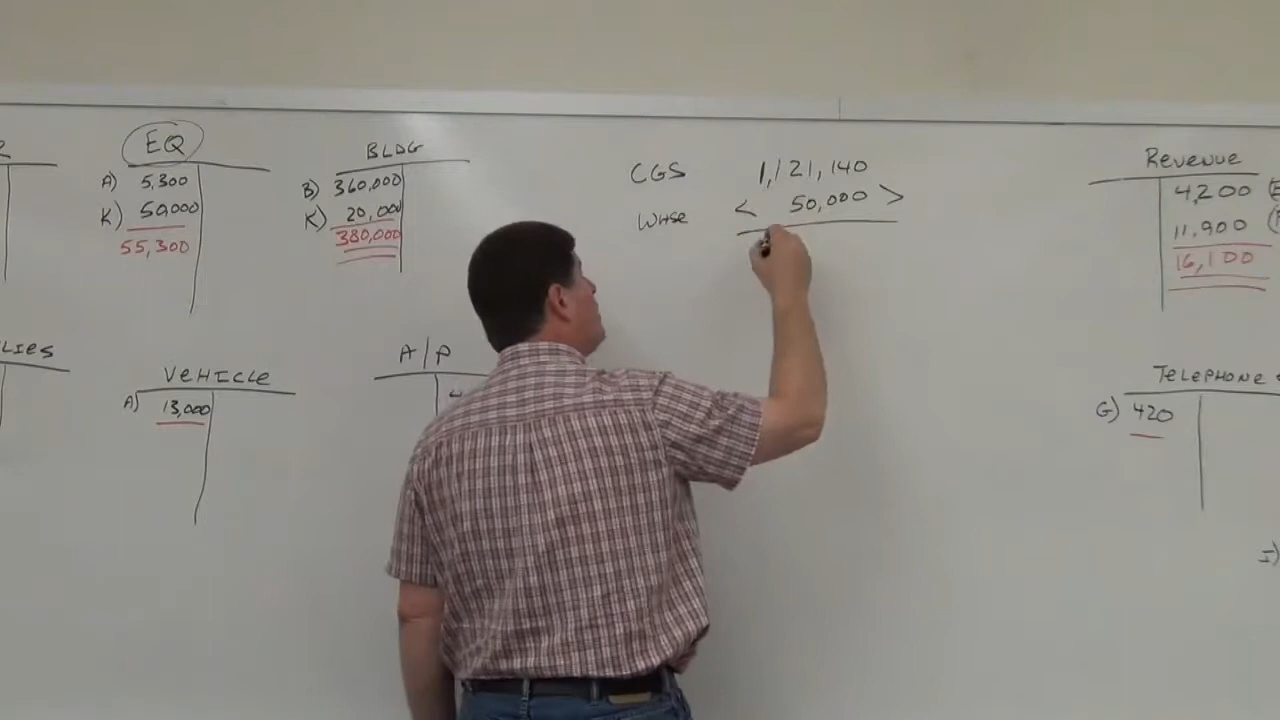 EQ
A) 5,300
K) 50,000
55,300
BLDG
B) 360,000
K) 20,000
380,000
CGS 1,121,140
WHSE < 50,000 >
Revenue
4,200
11,900
16,100
LIES
VEHICLE
A) 13,000
A/P
TELEPHONE
G) 420
I)